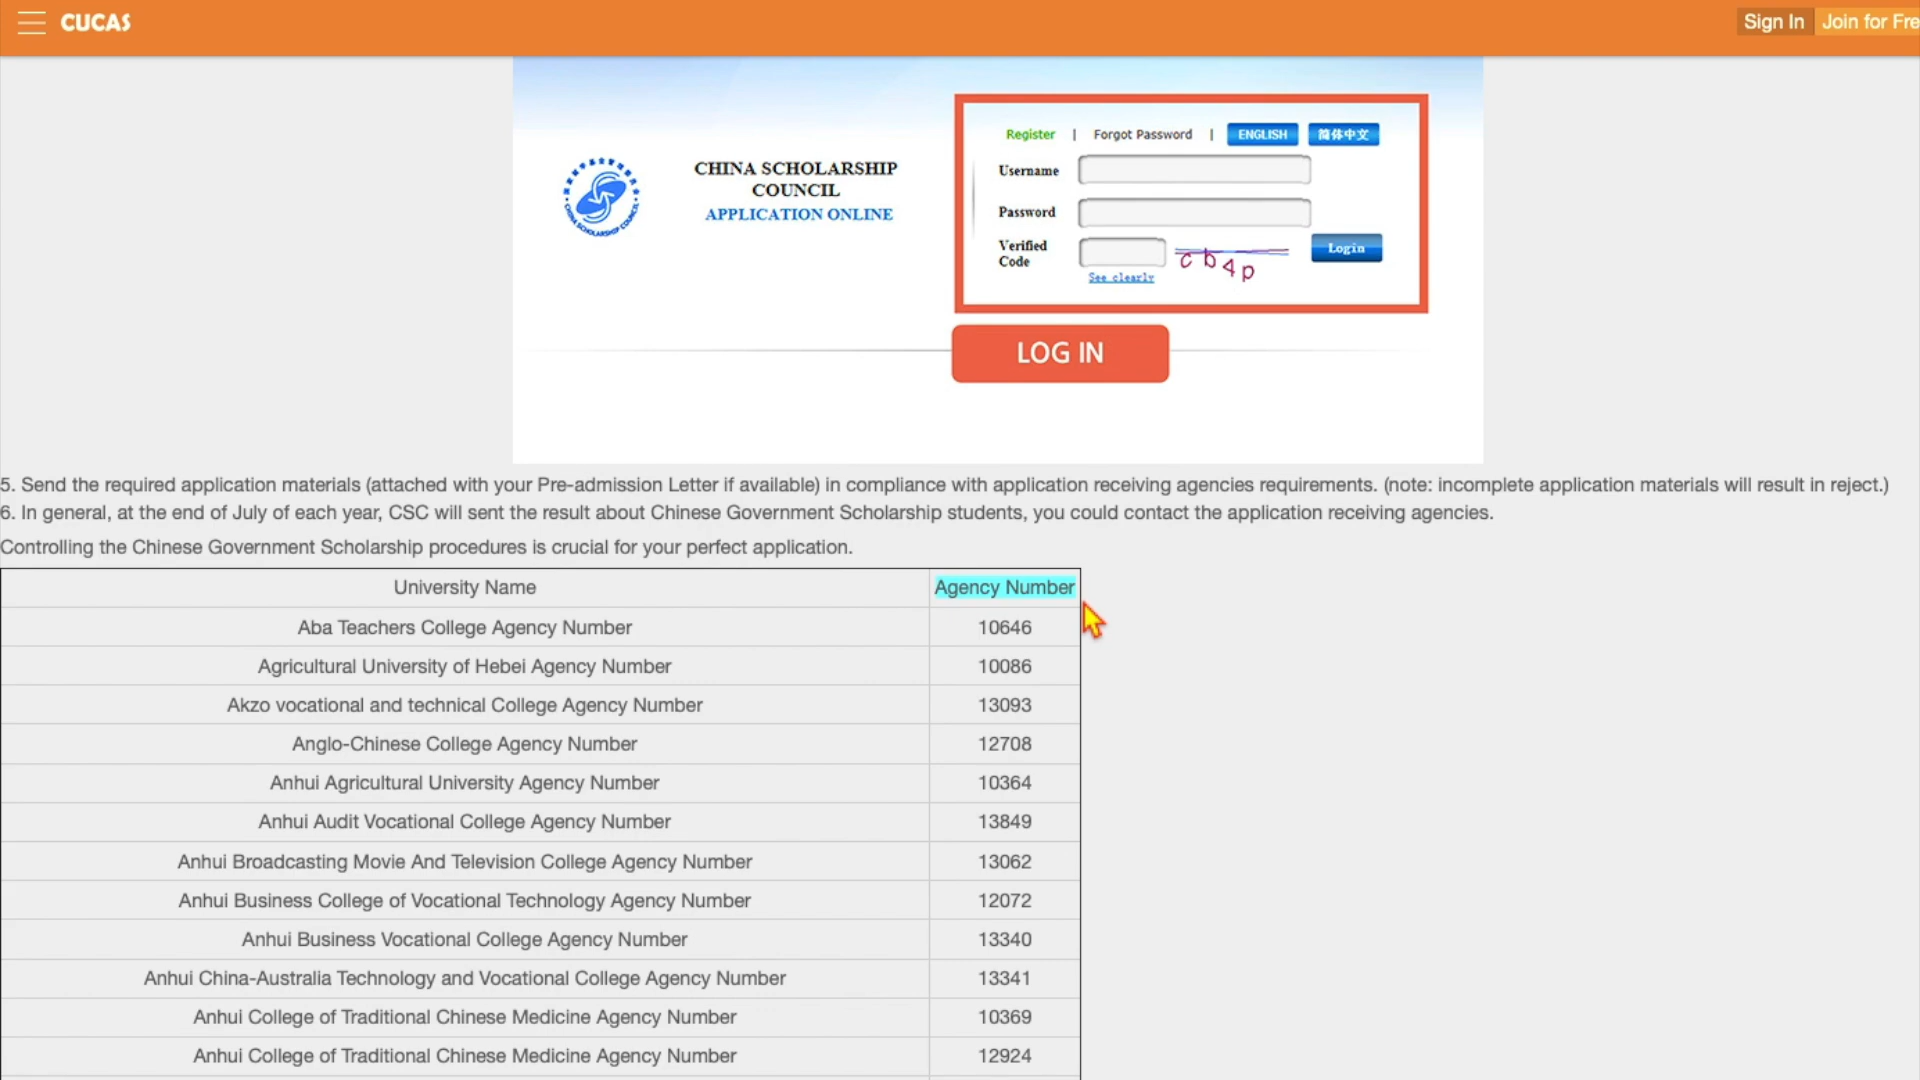 CUCAS
Sign In
Join for Fre
Register | Forgot Password | ENGLISH 简体中文
CHINA SCHOLARSHIP
COUNCIL
APPLICATION ONLINE
CHINA SCHOLARSHIP COUNCIL
Username
Password
Verified
Code
cb4p
Login
See clearly
LOG IN
5. Send the required application materials (attached with your Pre-admission Letter if available) in compliance with application receiving agencies requirements. (note: incomplete application materials will result in reject.)
6. In general, at the end of July of each year, CSC will sent the result about Chinese Government Scholarship students, you could contact the application receiving agencies.
Controlling the Chinese Government Scholarship procedures is crucial for your perfect application.
University Name Agency Number
Aba Teachers College Agency Number 10646
Agricultural University of Hebei Agency Number 10086
Akzo vocational and technical College Agency Number 13093
Anglo-Chinese College Agency Number 12708
Anhui Agricultural University Agency Number 10364
Anhui Audit Vocational College Agency Number 13849
Anhui Broadcasting Movie And Television College Agency Number 13062
Anhui Business College of Vocational Technology Agency Number 12072
Anhui Business Vocational College Agency Number 13340
Anhui China-Australia Technology and Vocational College Agency Number 13341
Anhui College of Traditional Chinese Medicine Agency Number 10369
Anhui College of Traditional Chinese Medicine Agency Number 12924